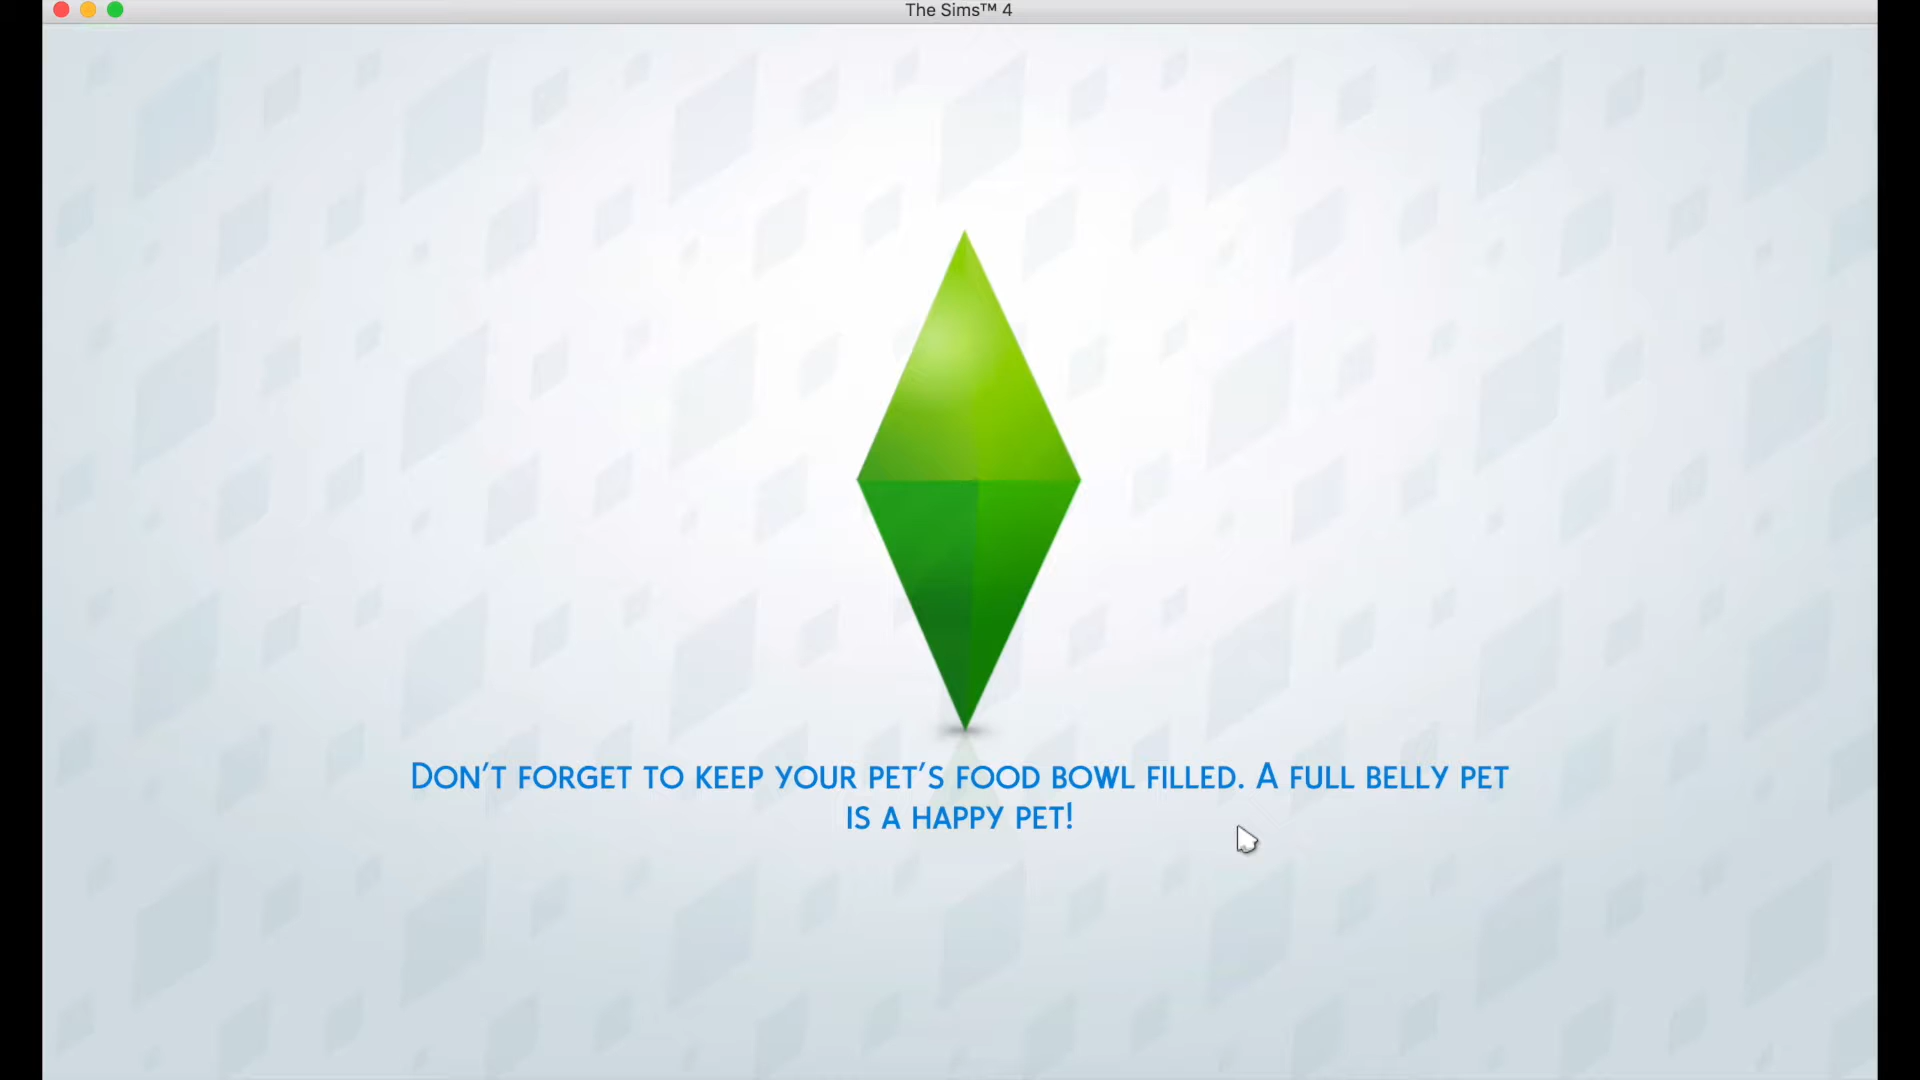 The Sims™ 4
Don't forget to keep your pet's food bowl filled. A full belly pet
is a happy pet!